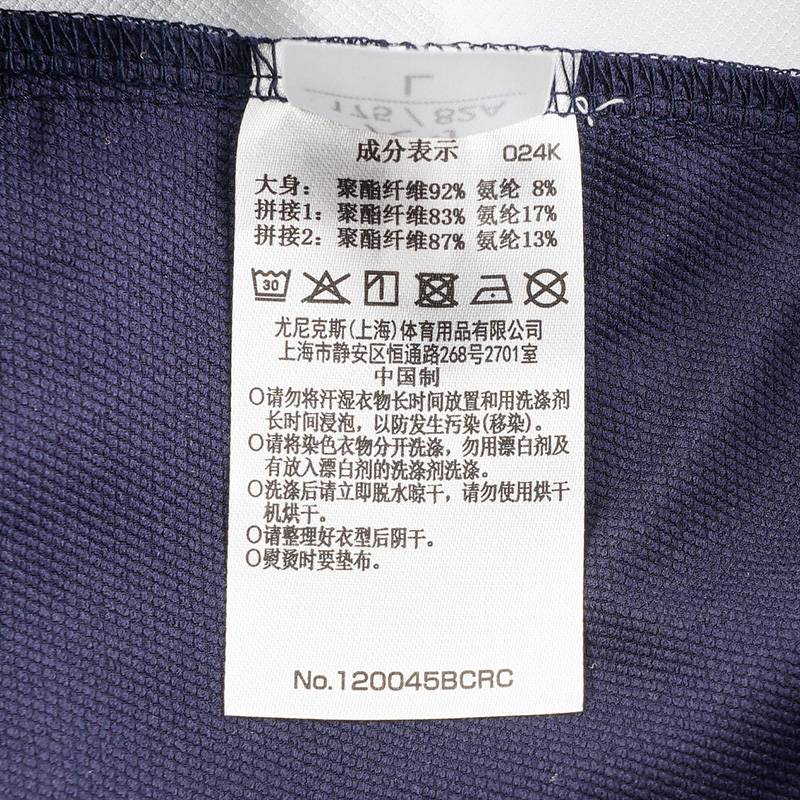 L
175/82A
成分表示 024K
大身：聚酯纤维92% 氨纶 8%
拼接1：聚酯纤维83% 氨纶17%
拼接2：聚酯纤维87% 氨纶13%
30
尤尼克斯(上海)体育用品有限公司
上海市静安区恒通路268号2701室
中国制
○请勿将汗湿衣物长时间放置和用洗涤剂
长时间浸泡，以防发生污染(移染)。
○请将染色衣物分开洗涤，勿用漂白剂及
有放入漂白剂的洗涤剂洗涤。
○洗涤后请立即脱水晾干，请勿使用烘干
机烘干。
○请整理好衣型后阴干。
○熨烫时要垫布。
No.120045BCRC